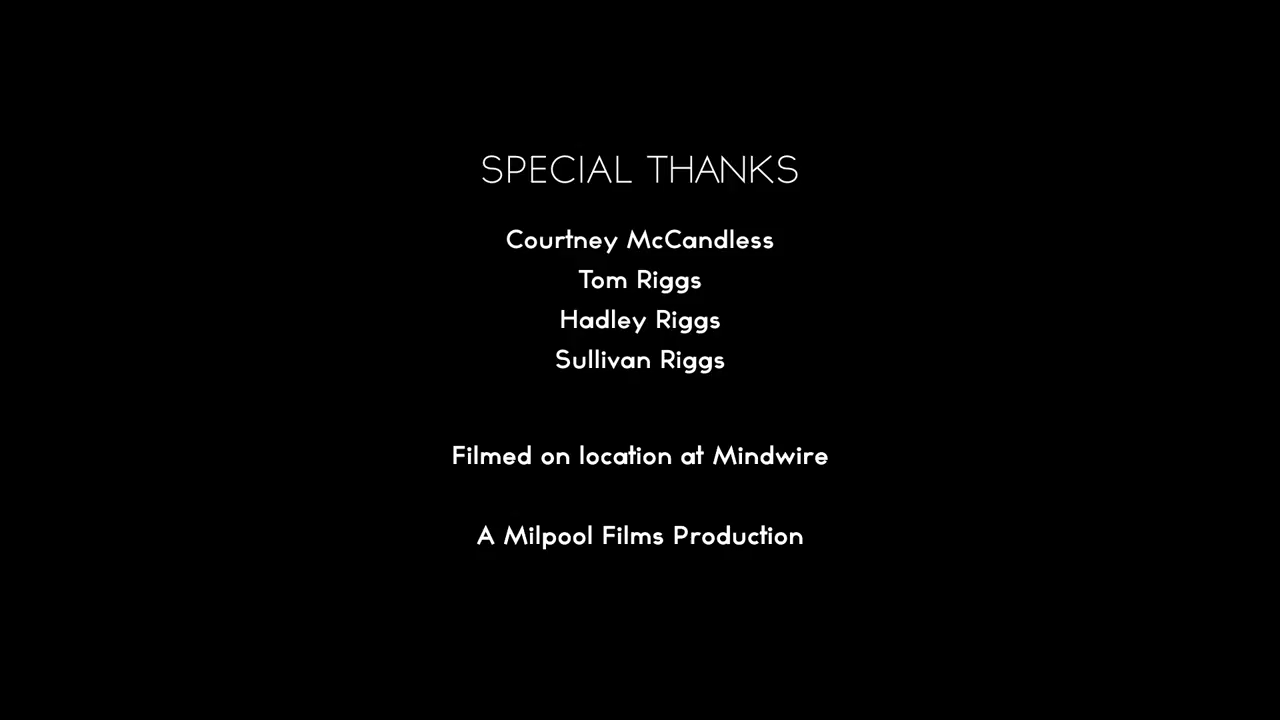 SPECIAL THANKS
Courtney McCandless
Tom Riggs
Hadley Riggs
Sullivan Riggs
Filmed on location at Mindwire
A Milpool Films Production